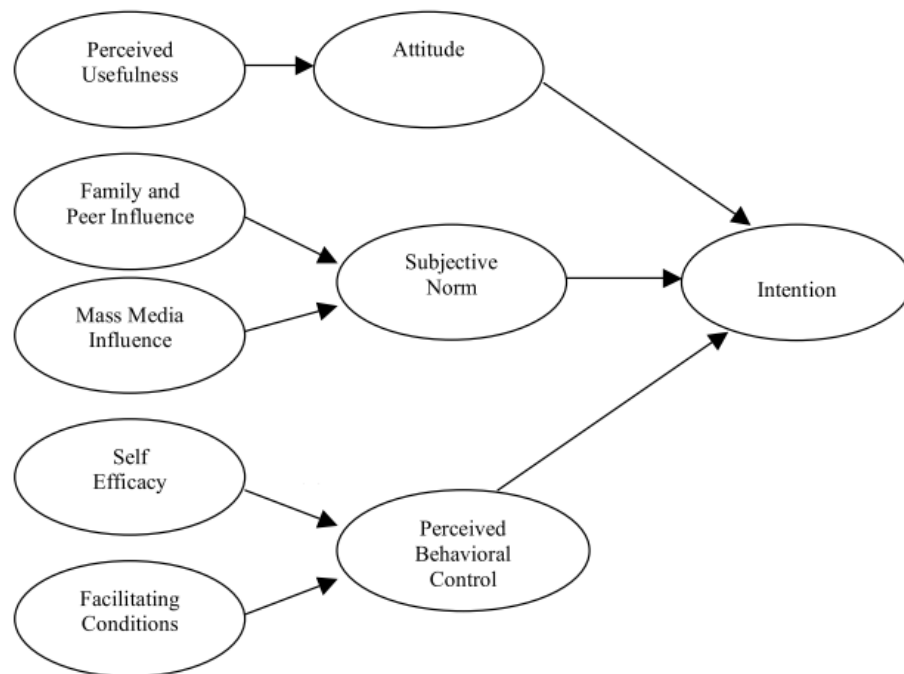 Perceived
Usefulness
Attitude
Family and
Peer Influence
Subjective
Norm
Intention
Mass Media
Influence
Self
Efficacy
Perceived
Behavioral
Control
Facilitating
Conditions